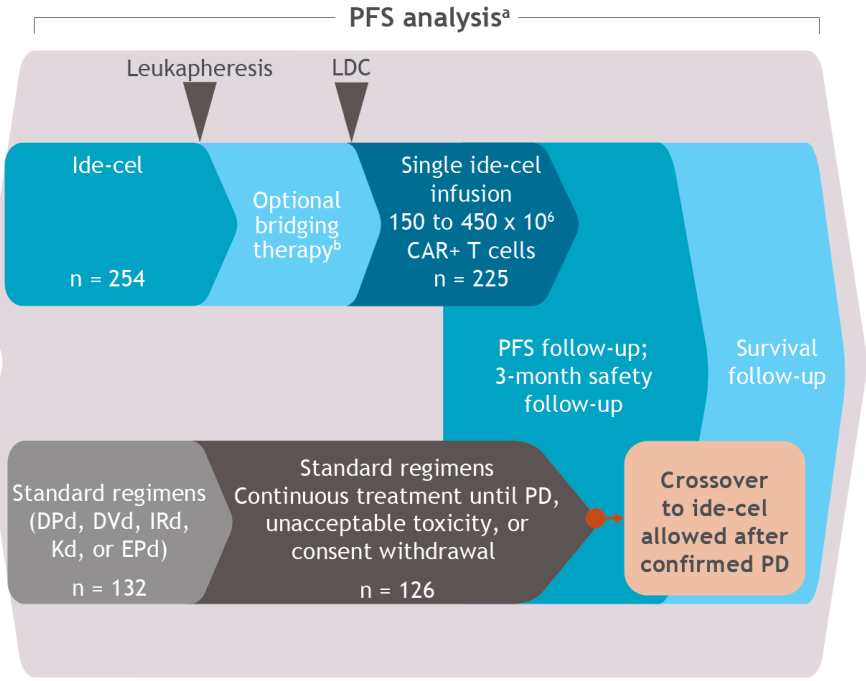 PFS analysisᵃ
Leukapheresis
LDC
Ide-cel
n = 254
Optional
bridging
therapyᵇ
Single ide-cel
infusion
150 to 450 x 10⁶
CAR+ T cells
n = 225
PFS follow-up;
3-month safety
follow-up
Survival
follow-up
Standard regimens
(DPd, DVd, IRd,
Kd, or EPd)
n = 132
Standard regimens
Continuous treatment until PD,
unacceptable toxicity, or
consent withdrawal
n = 126
Crossover
to ide-cel
allowed after
confirmed PD